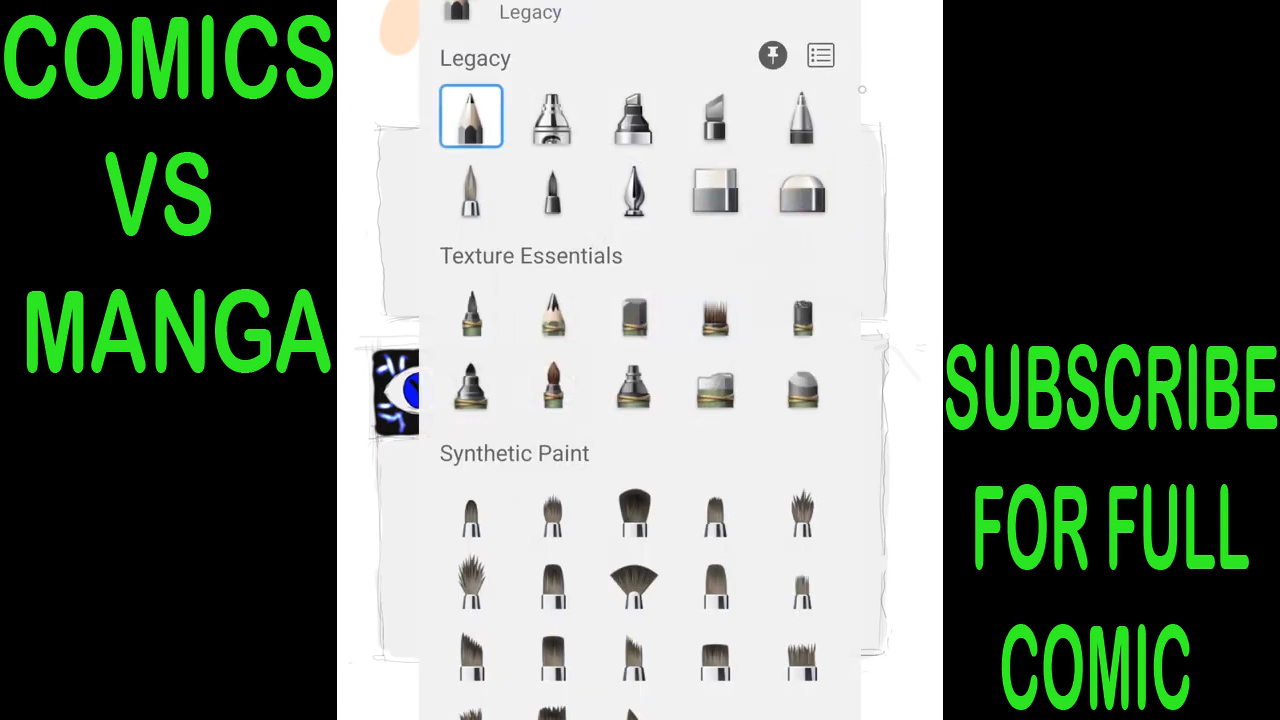 COMICS
VS
MANGA
Legacy
Legacy
Texture Essentials
Synthetic Paint
SUBSCRIBE
FOR FULL
COMIC